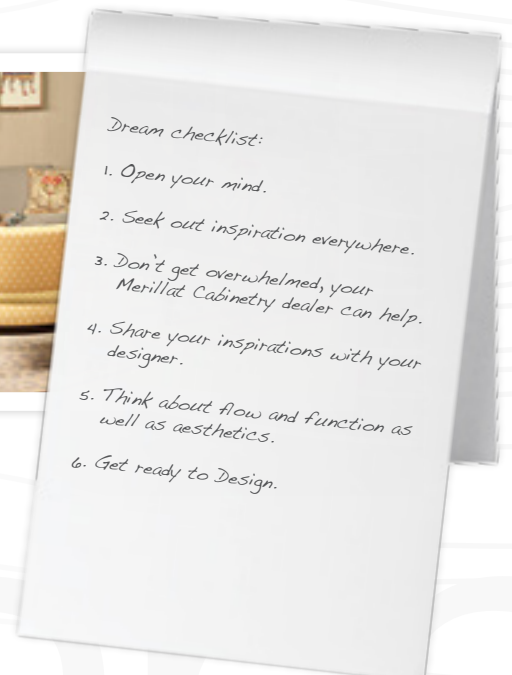 Dream checklist:
1. Open your mind.
2. Seek out inspiration everywhere.
3. Don't get overwhelmed, your
Merillat Cabinetry dealer can help.
4. Share your inspirations with your
designer.
5. Think about flow and function as
well as aesthetics.
6. Get ready to Design.